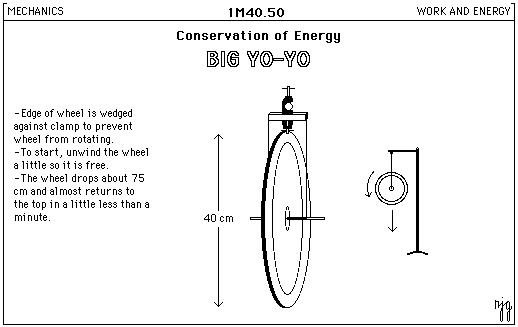 MECHANICS
1M40.50
WORK AND ENERGY
Conservation of Energy
BIG YO-YO
-Edge of wheel is wedged
against clamp to prevent
wheel from rotating.
-To start, unwind the wheel
a little so it is free.
-The wheel drops about 75
cm and almost returns to
the top in a little less than a
minute.
40 cm
njg